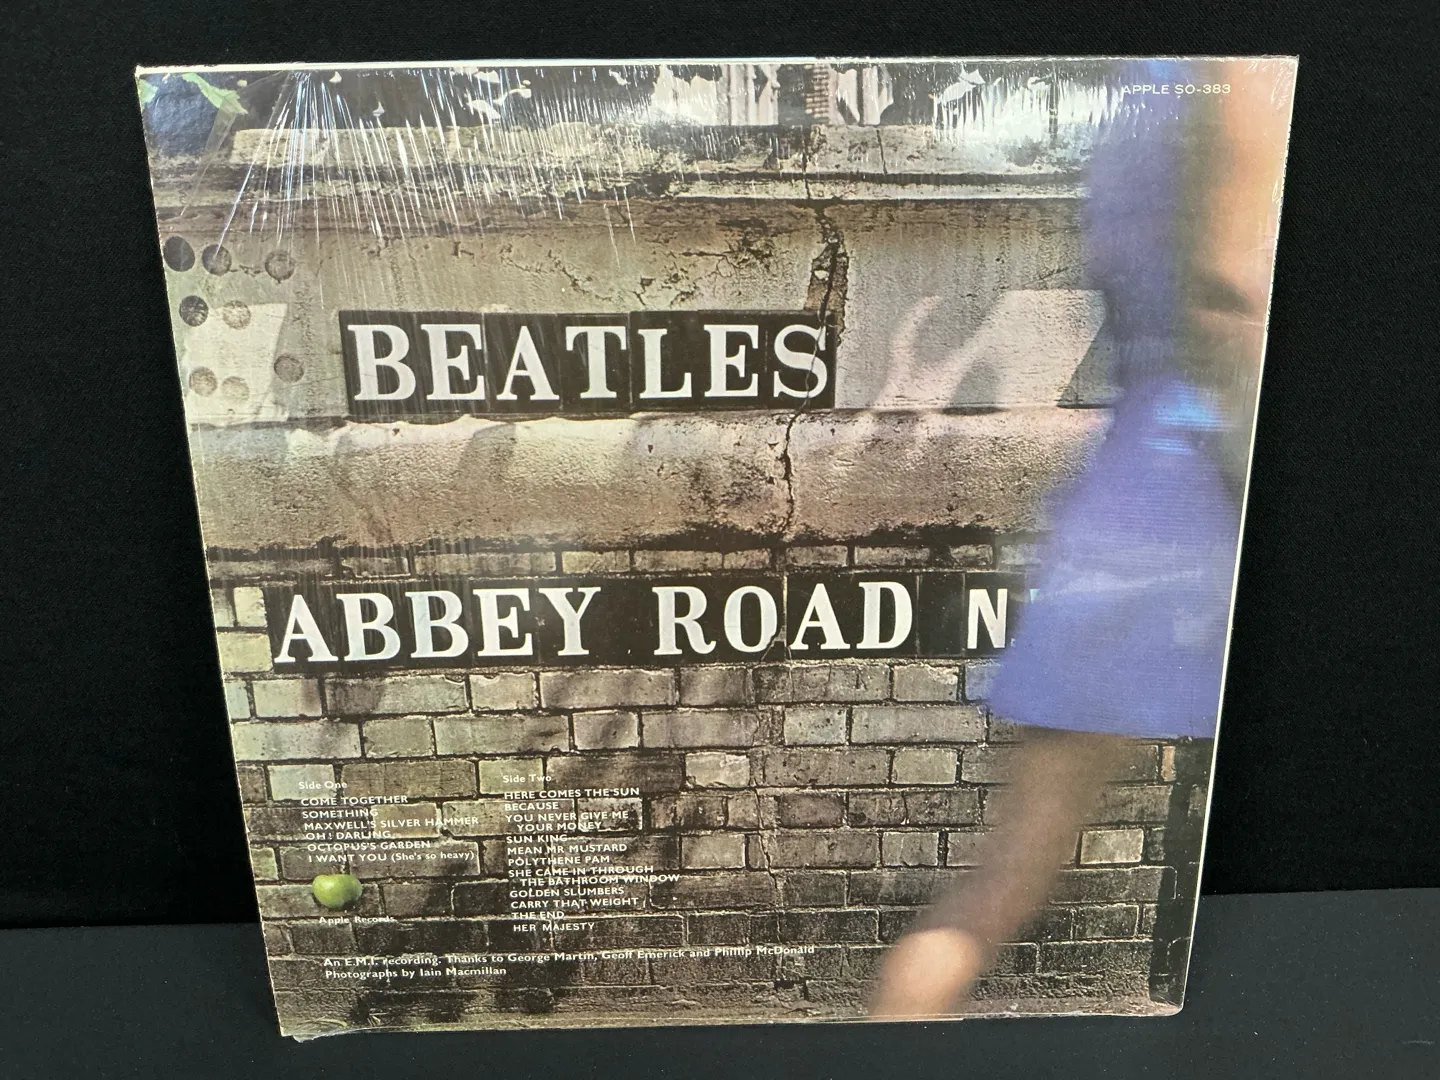 APPLE SO-383
BEATLES
ABBEY ROAD N
Side One
COME TOGETHER
SOMETHING
MAXWELL'S SILVER HAMMER
OH! DARLING
OCTOPUS'S GARDEN
I WANT YOU (She's so heavy)
Apple Records
Side Two
HERE COMES THE SUN
BECAUSE
YOU NEVER GIVE ME
YOUR MONEY
SUN KING
MEAN MR MUSTARD
POLYTHENE PAM
SHE CAME IN THROUGH
THE BATHROOM WINDOW
GOLDEN SLUMBERS
CARRY THAT WEIGHT
THE END
HER MAJESTY
An E.M.I. recording. Thanks to George Martin, Geoff Emerick and Phillip McDonald
Photographs by Iain Macmillan